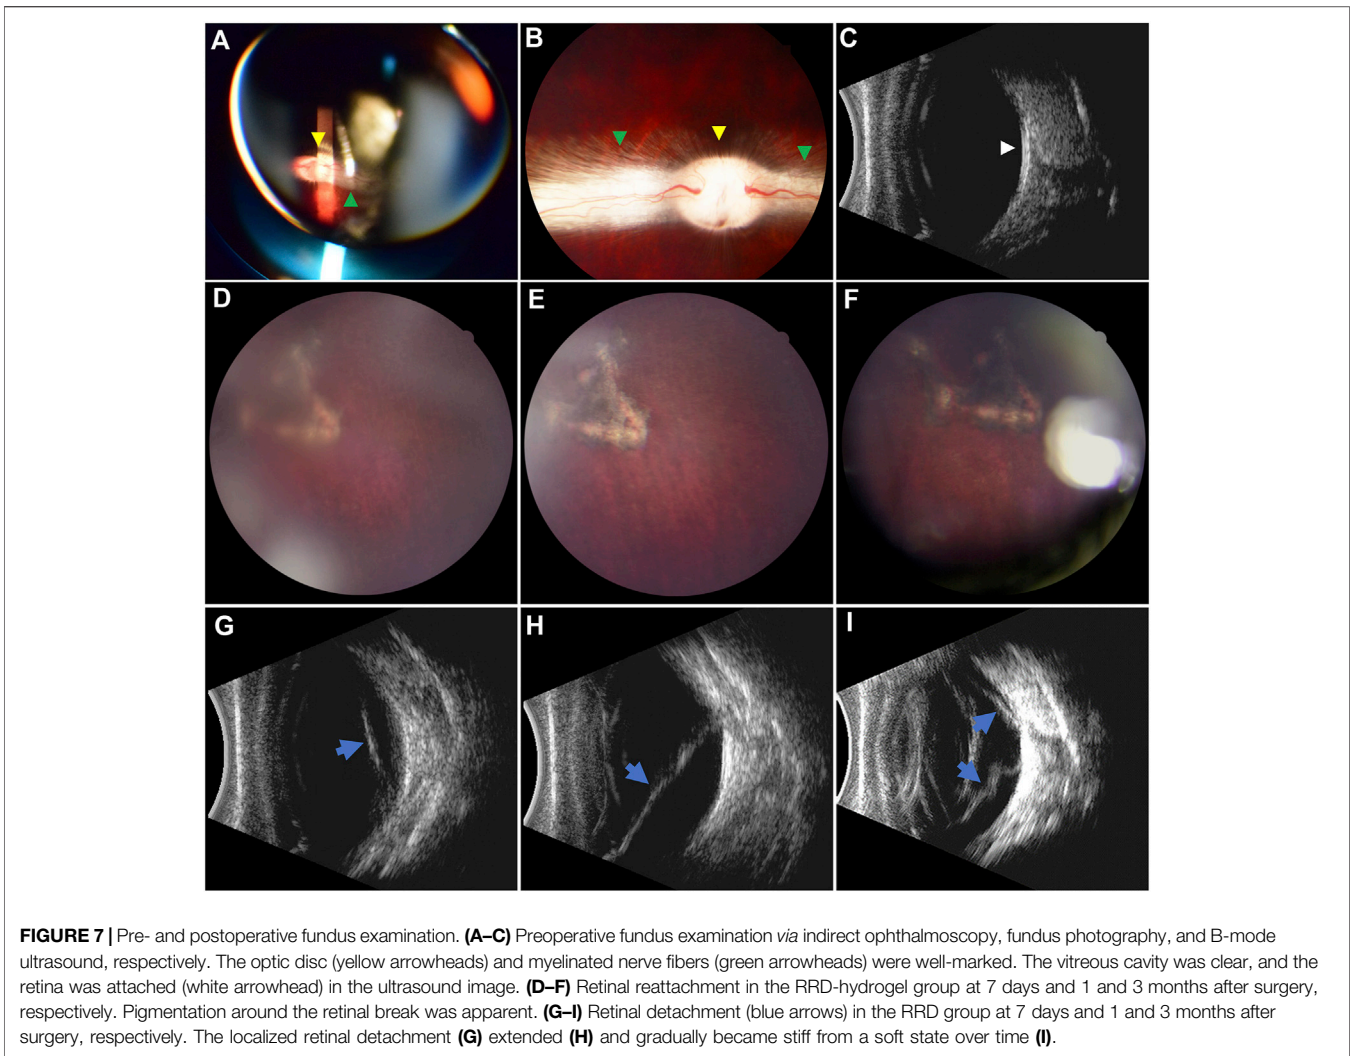 A
B
C
D
E
F
G
H
I
FIGURE 7 | Pre- and postoperative fundus examination. (A–C) Preoperative fundus examination via indirect ophthalmoscopy, fundus photography, and B-mode
ultrasound, respectively. The optic disc (yellow arrowheads) and myelinated nerve fibers (green arrowheads) were well-marked. The vitreous cavity was clear, and the
retina was attached (white arrowhead) in the ultrasound image. (D–F) Retinal reattachment in the RRD-hydrogel group at 7 days and 1 and 3 months after surgery,
respectively. Pigmentation around the retinal break was apparent. (G–I) Retinal detachment (blue arrows) in the RRD group at 7 days and 1 and 3 months after
surgery, respectively. The localized retinal detachment (G) extended (H) and gradually became stiff from a soft state over time (I).